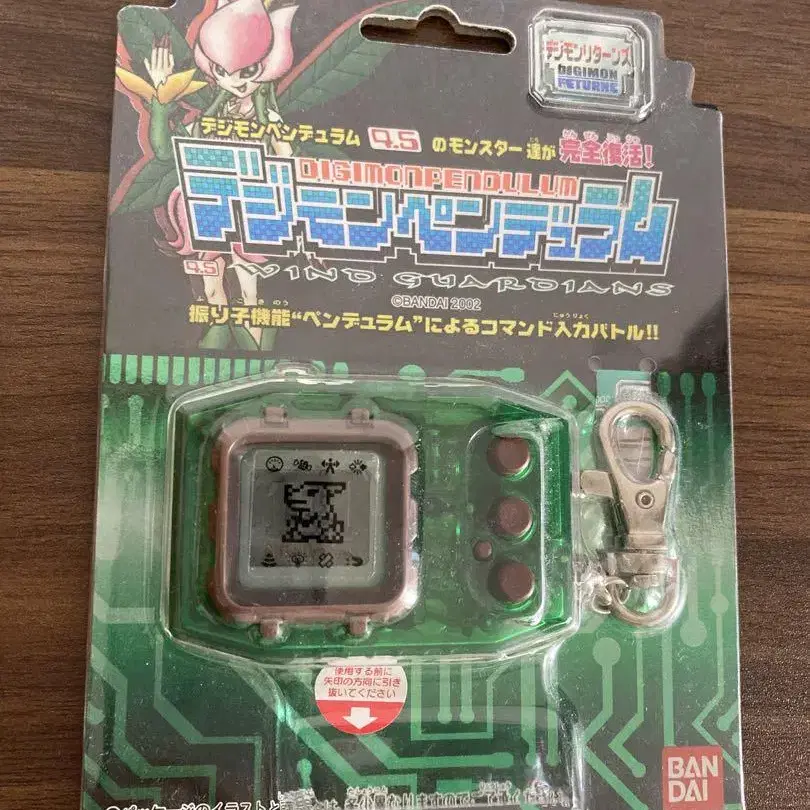 デジモンリターンズ
DIGIMON
RETURNS
デジモンペンデュラム 0.5 のモンスター達が完全復活!
DIGIMONPENDULUM
デジモンペンデュラム
0.5 WIND GUARDIANS
©BANDAI 2002
振り子機能“ペンデュラム”によるコマンド入力バトル!!
使用する前に
矢印の方向に引き
抜いてください
BAN
DAI